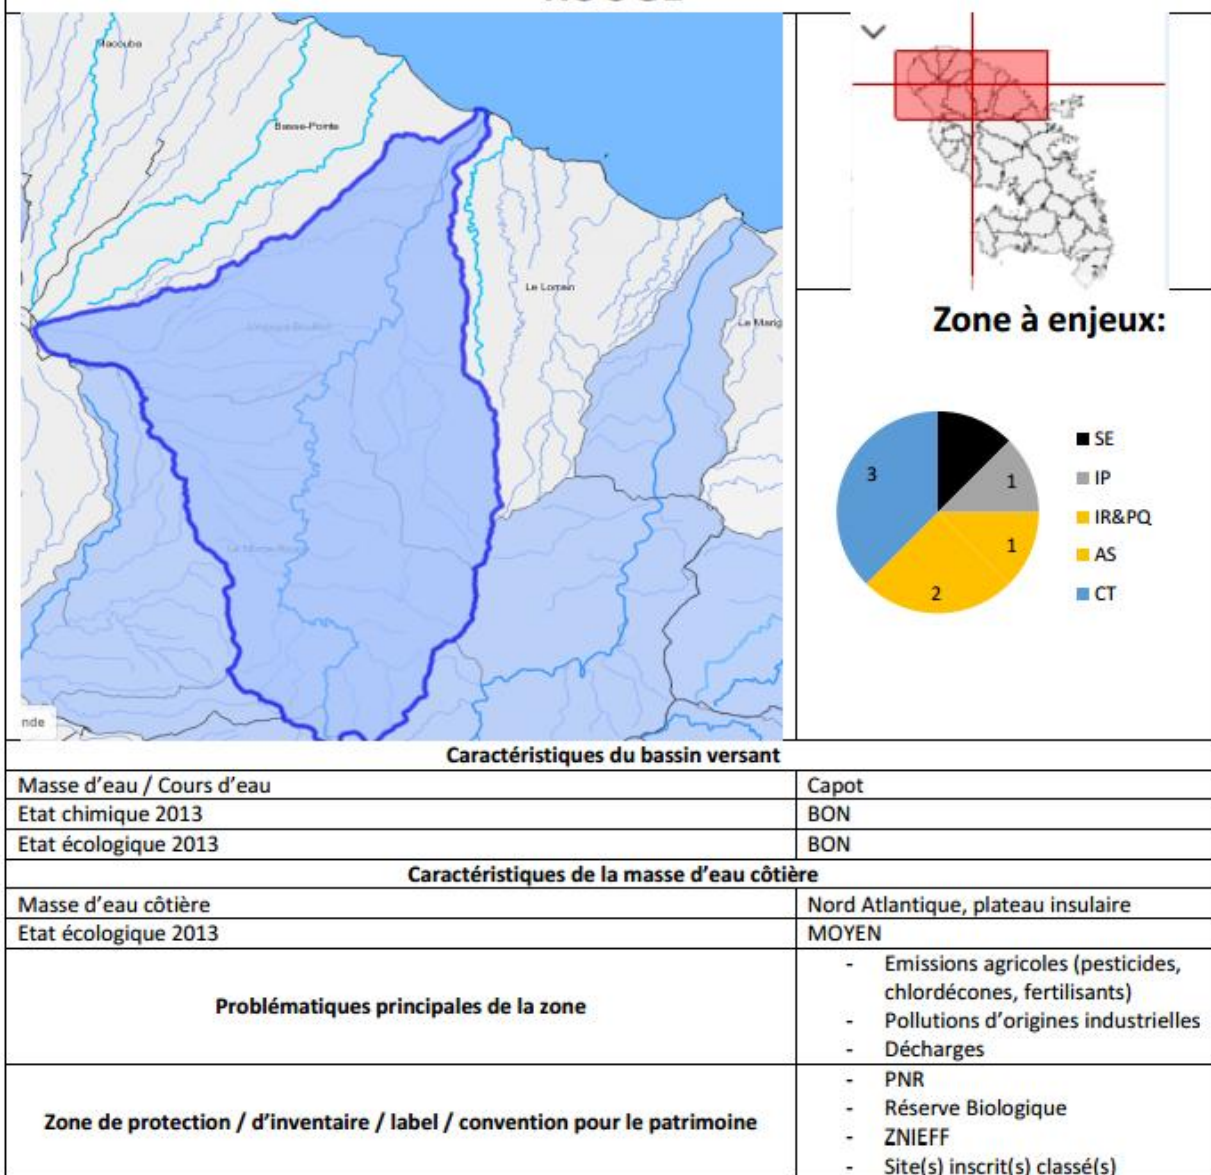 Macouba
Basse-Pointe
Le Lorrain
Le Marig
nde
Zone à enjeux:
3
1
1
2
SE
IP
IR&PQ
AS
CT
Caractéristiques du bassin versant
Masse d'eau / Cours d'eau Capot
Etat chimique 2013 BON
Etat écologique 2013 BON
Caractéristiques de la masse d'eau côtière
Masse d'eau côtière Nord Atlantique, plateau insulaire
Etat écologique 2013 MOYEN
Problématiques principales de la zone
- Emissions agricoles (pesticides,
chlordécones, fertilisants)
- Pollutions d'origines industrielles
- Décharges
Zone de protection / d'inventaire / label / convention pour le patrimoine
- PNR
- Réserve Biologique
- ZNIEFF
- Site(s) inscrit(s) classé(s)